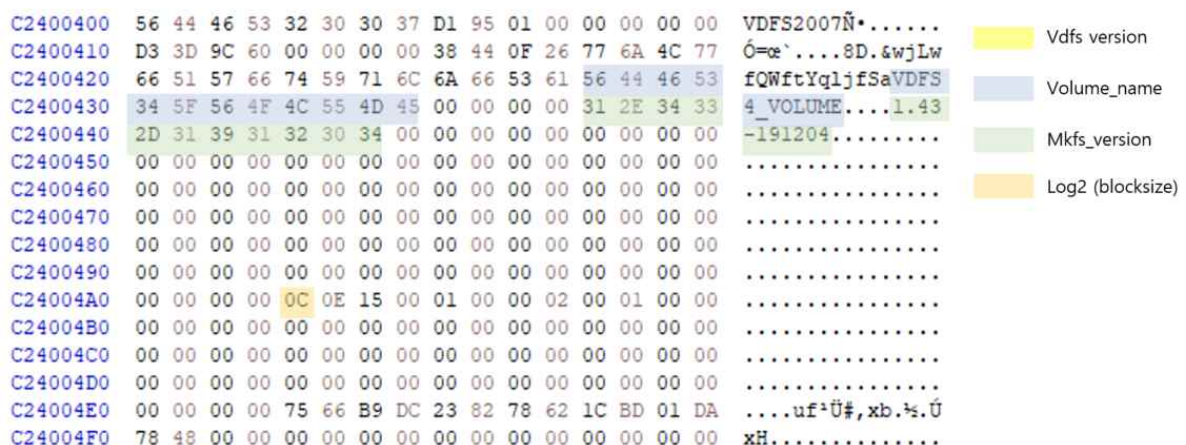 C2400400 56 44 46 53 32 30 30 37 D1 95 01 00 00 00 00 00 VDFS2007Ñ•......
C2400410 D3 3D 9C 60 00 00 00 00 38 44 0F 26 77 6A 4C 77 Ó=œ`....8D.&wjLw
C2400420 66 51 57 66 74 59 71 6C 6A 66 53 61 56 44 46 53 fQWftYqljfSaVDFS
C2400430 34 5F 56 4F 4C 55 4D 45 00 00 00 00 31 2E 34 33 4_VOLUME....1.43
C2400440 2D 31 39 31 32 30 34 00 00 00 00 00 00 00 00 00 -191204.........
C2400450 00 00 00 00 00 00 00 00 00 00 00 00 00 00 00 00 ................
C2400460 00 00 00 00 00 00 00 00 00 00 00 00 00 00 00 00 ................
C2400470 00 00 00 00 00 00 00 00 00 00 00 00 00 00 00 00 ................
C2400480 00 00 00 00 00 00 00 00 00 00 00 00 00 00 00 00 ................
C2400490 00 00 00 00 00 00 00 00 00 00 00 00 00 00 00 00 ................
C24004A0 00 00 00 00 0C 0E 15 00 01 00 00 02 00 01 00 00 ................
C24004B0 00 00 00 00 00 00 00 00 00 00 00 00 00 00 00 00 ................
C24004C0 00 00 00 00 00 00 00 00 00 00 00 00 00 00 00 00 ................
C24004D0 00 00 00 00 00 00 00 00 00 00 00 00 00 00 00 00 ................
C24004E0 00 00 00 00 75 66 B9 DC 23 82 78 62 1C BD 01 DA ....uf¹Ü#‚xb.½.Ú
C24004F0 78 48 00 00 00 00 00 00 00 00 00 00 00 00 00 00 xH..............
Vdfs version
Volume_name
Mkfs_version
Log2 (blocksize)